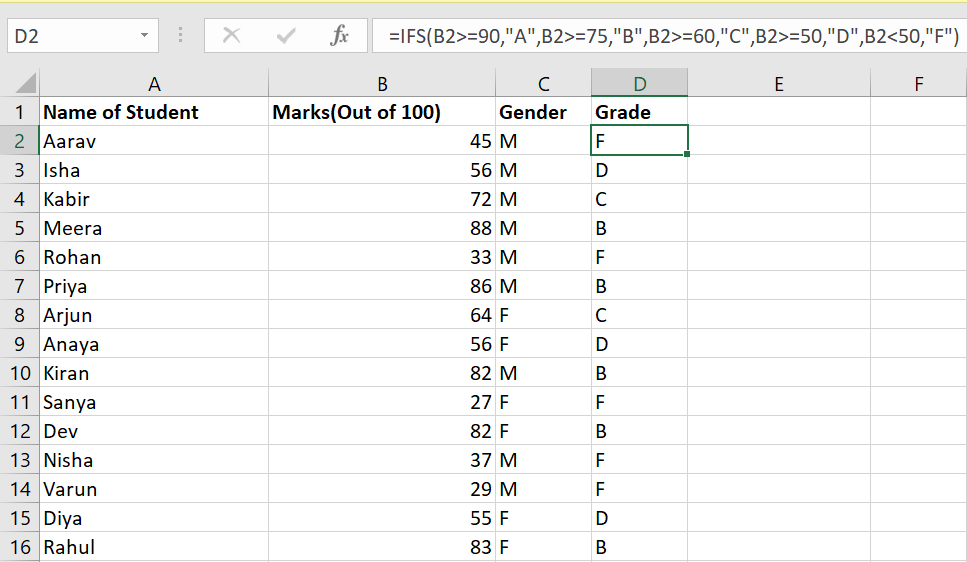 D2 fx =IFS(B2>=90,"A",B2>=75,"B",B2>=60,"C",B2>=50,"D",B2<50,"F")
A B C D E F
1 Name of Student Marks(Out of 100) Gender Grade
2 Aarav 45 M F
3 Isha 56 M D
4 Kabir 72 M C
5 Meera 88 M B
6 Rohan 33 M F
7 Priya 86 M B
8 Arjun 64 F C
9 Anaya 56 F D
10 Kiran 82 M B
11 Sanya 27 F F
12 Dev 82 F B
13 Nisha 37 M F
14 Varun 29 M F
15 Diya 55 F D
16 Rahul 83 F B